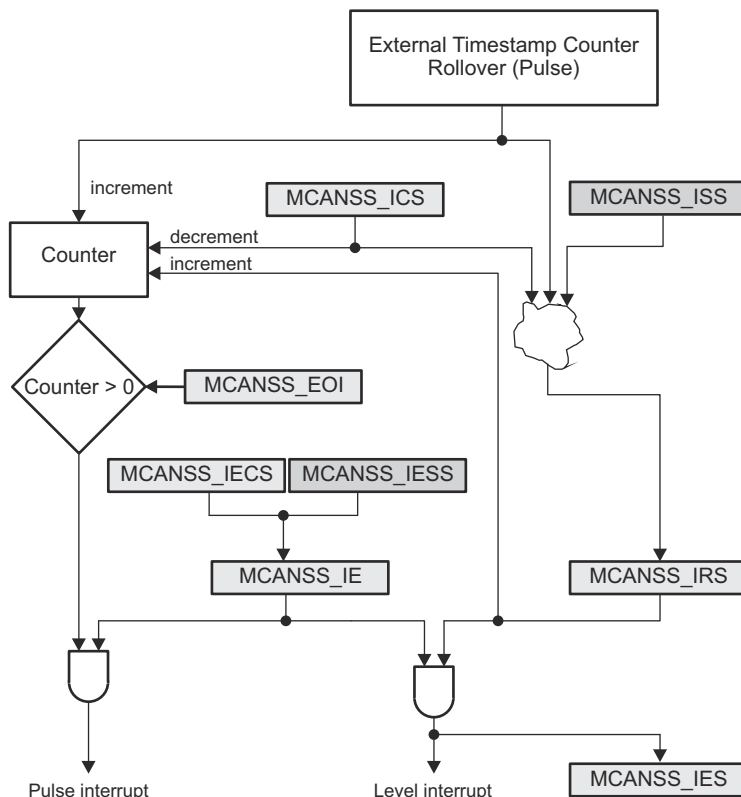 External Timestamp Counter
Rollover (Pulse)
increment
MCANSS_ICS
MCANSS_ISS
decrement
Counter
increment
Counter > 0
MCANSS_EOI
MCANSS_IECS
MCANSS_IESS
MCANSS_IE
MCANSS_IRS
Pulse interrupt
Level interrupt
MCANSS_IES